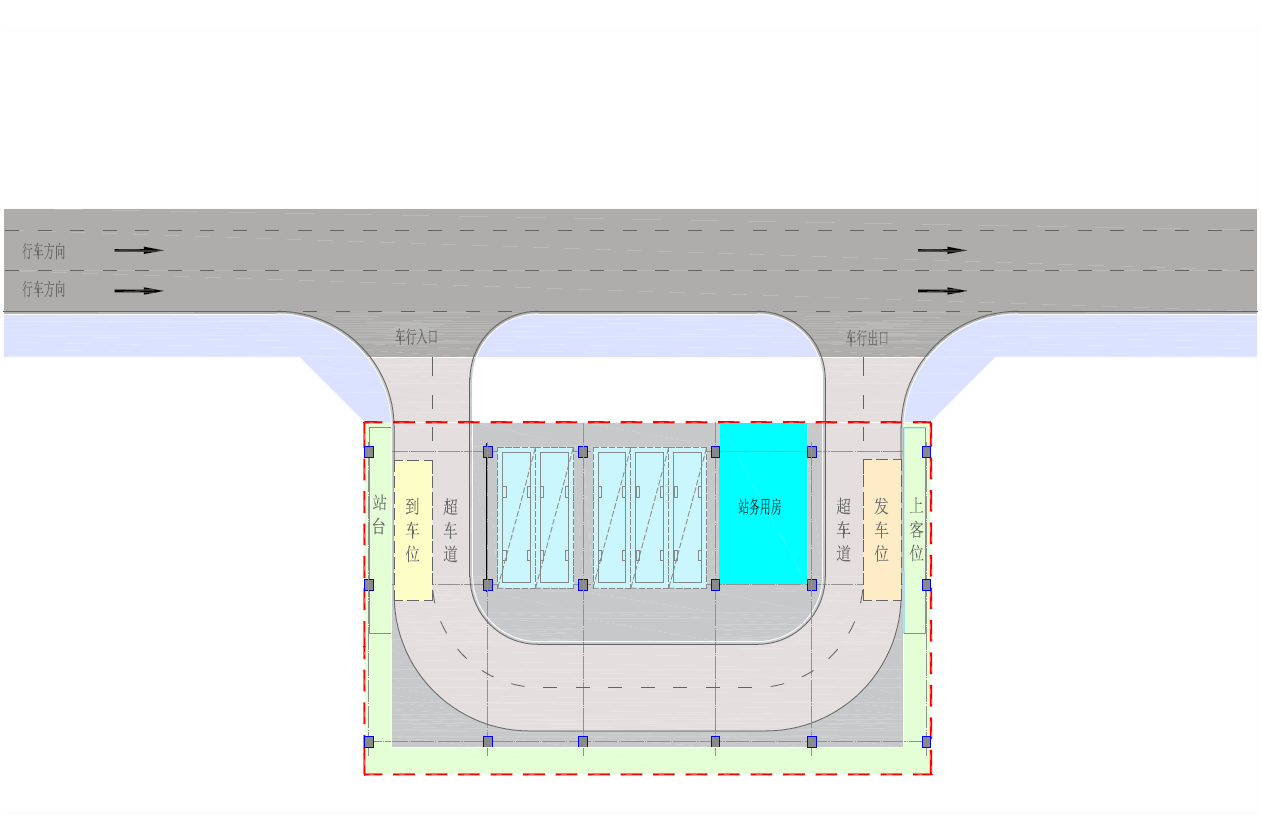 行车方向
行车方向
车行入口
车行出口
站台
到车位
超车道
站务用房
超车道
发车位
上客位